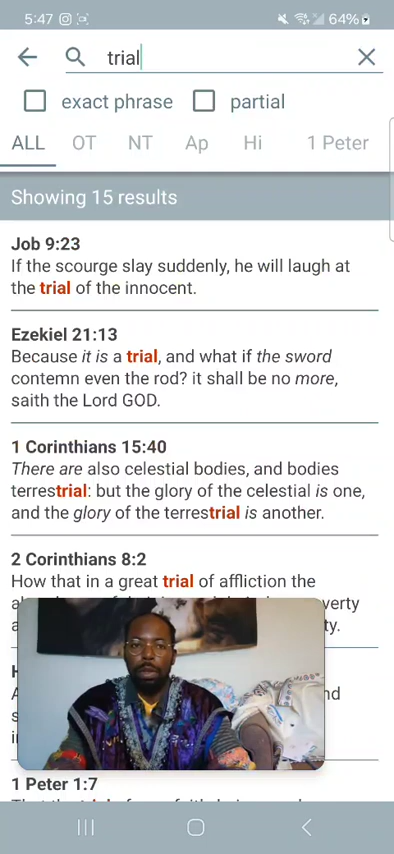 5:47 64%
trial
exact phrase partial
ALL OT NT Ap Hi 1 Peter
Showing 15 results
Job 9:23
If the scourge slay suddenly, he will laugh at
the trial of the innocent.
Ezekiel 21:13
Because it is a trial, and what if the sword
contemn even the rod? it shall be no more,
saith the Lord GOD.
1 Corinthians 15:40
There are also celestial bodies, and bodies
terrestrial: but the glory of the celestial is one,
and the glory of the terrestrial is another.
2 Corinthians 8:2
How that in a great trial of affliction the
1 Peter 1:7